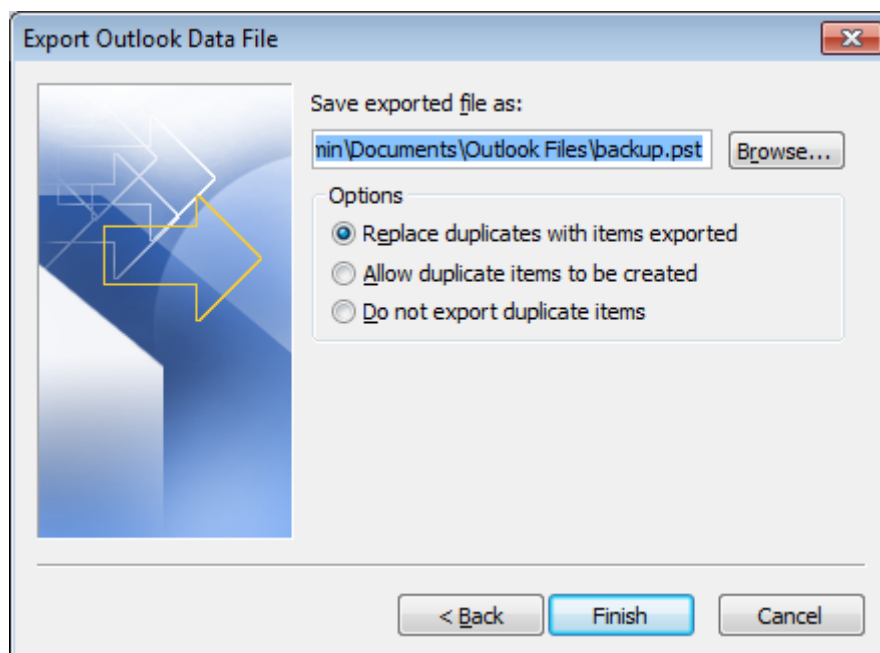 Export Outlook Data File
Save exported file as:
min\Documents\Outlook Files\backup.pst
Browse...
Options
Replace duplicates with items exported
Allow duplicate items to be created
Do not export duplicate items
< Back
Finish
Cancel